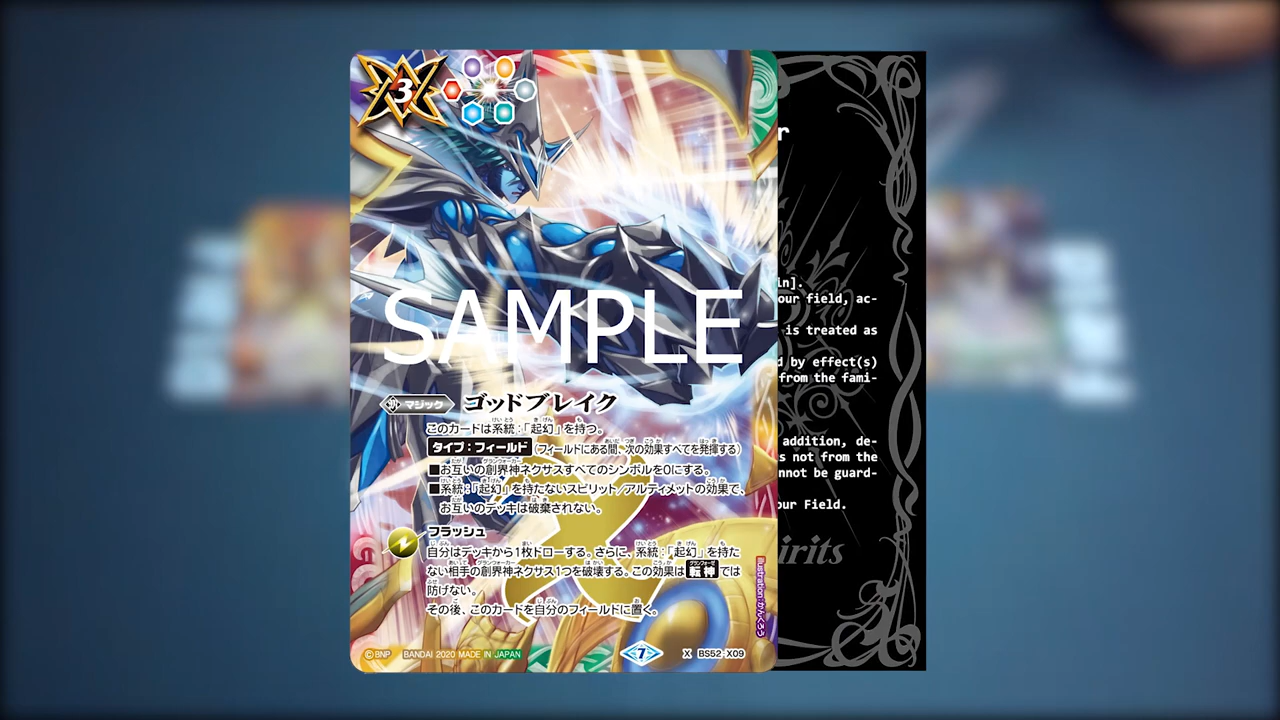 3
SAMPLE
マジック ゴッドブレイク
このカードは系統:「起幻」を持つ。
タイプ:フィールド (フィールドにある間、次の効果すべてを発揮する)
■お互いの創界神ネクサスすべてのシンボルを0にする。
■系統:「起幻」を持たないスピリット/アルティメットの効果で、
お互いのデッキは破棄されない。
フラッシュ
自分はデッキから1枚ドローする。さらに、系統:「起幻」を持た
ない相手の創界神ネクサス1つを破壊する。この効果は転神では
防げない。
その後、このカードを自分のフィールドに置く。
illustration:かんくろう
©BNP BANDAI 2020 MADE IN JAPAN 7 X BS52-X09
r
in].
our field, ac-
is treated as
d by effect(s)
from the fami-
addition, de-
s not from the
nnot be guard-
our Field.
irits